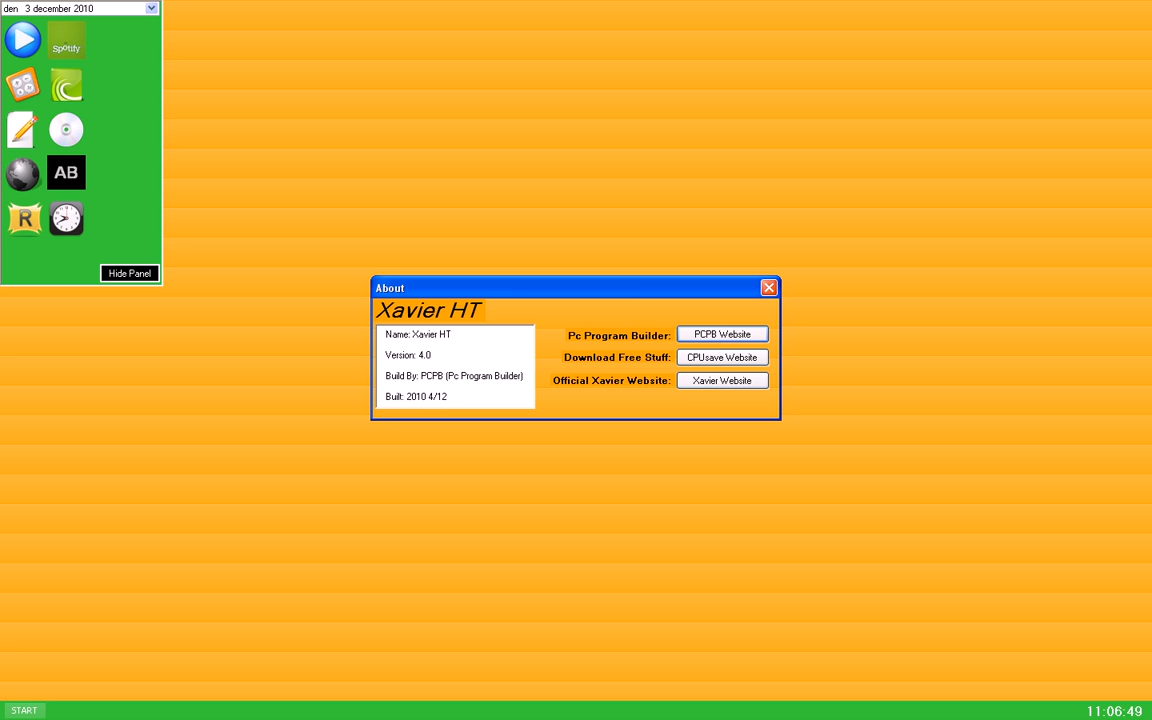 den 3 december 2010
Spotify
AB
R
Hide Panel
About
Xavier HT
Name: Xavier HT
Version: 4.0
Build By: PCPB (Pc Program Builder)
Built: 2010 4/12
Pc Program Builder: PCPB Website
Download Free Stuff: CPUsave Website
Official Xavier Website: Xavier Website
START
11:06:49